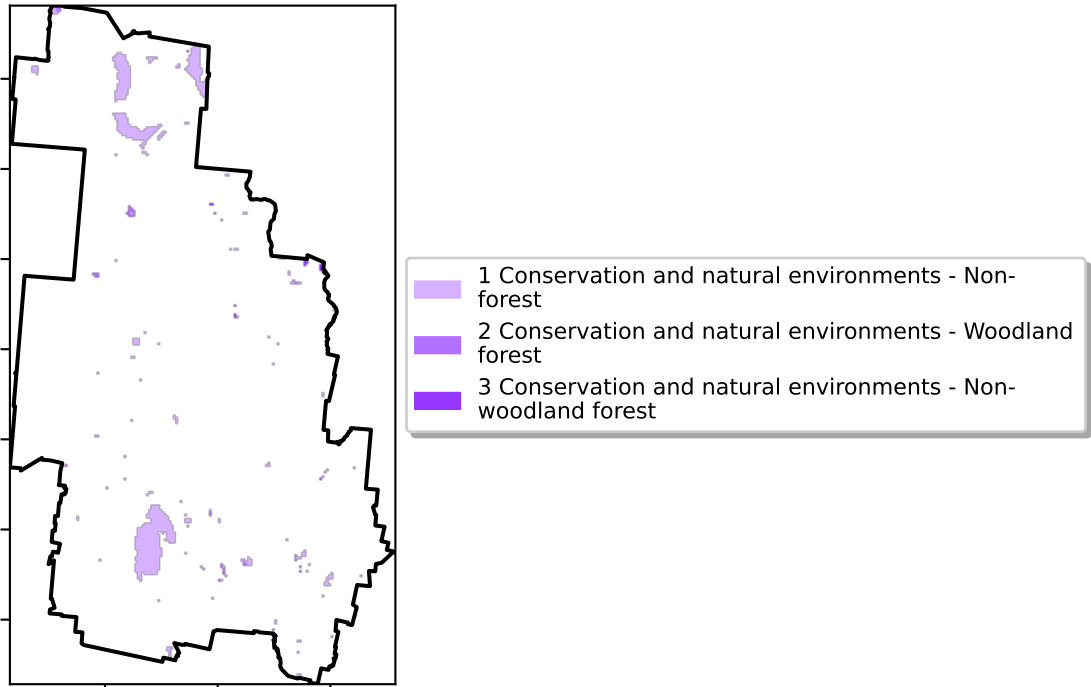 1 Conservation and natural environments - Non-
forest
2 Conservation and natural environments - Woodland
forest
3 Conservation and natural environments - Non-
woodland forest